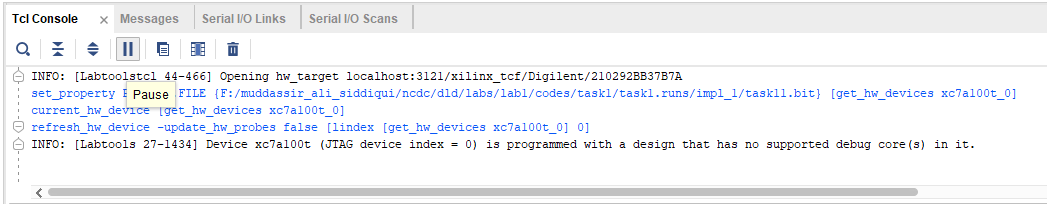 Tcl Console × Messages Serial I/O Links Serial I/O Scans
INFO: [Labtoolstcl 44-466] Opening hw_target localhost:3121/xilinx_tcf/Digilent/210292BB37B7A
set_property FILE {F:/muddassir_ali_siddiqui/ncdc/dld/labs/lab1/codes/task1/task1.runs/impl_1/task11.bit} [get_hw_devices xc7a100t_0]
Pause
current_hw_device [get_hw_devices xc7a100t_0]
refresh_hw_device -update_hw_probes false [lindex [get_hw_devices xc7a100t_0] 0]
INFO: [Labtools 27-1434] Device xc7a100t (JTAG device index = 0) is programmed with a design that has no supported debug core(s) in it.